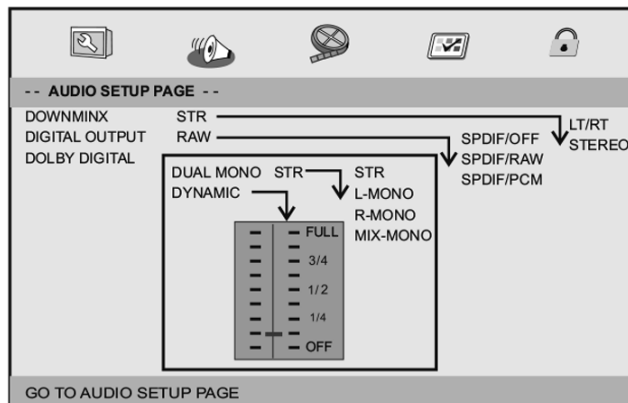 -- AUDIO SETUP PAGE --
DOWNMINX STR LT/RT
STEREO
DIGITAL OUTPUT RAW SPDIF/OFF
SPDIF/RAW
SPDIF/PCM
DOLBY DIGITAL
DUAL MONO STR STR
L-MONO
R-MONO
MIX-MONO
DYNAMIC
FULL
3/4
1/2
1/4
OFF
GO TO AUDIO SETUP PAGE